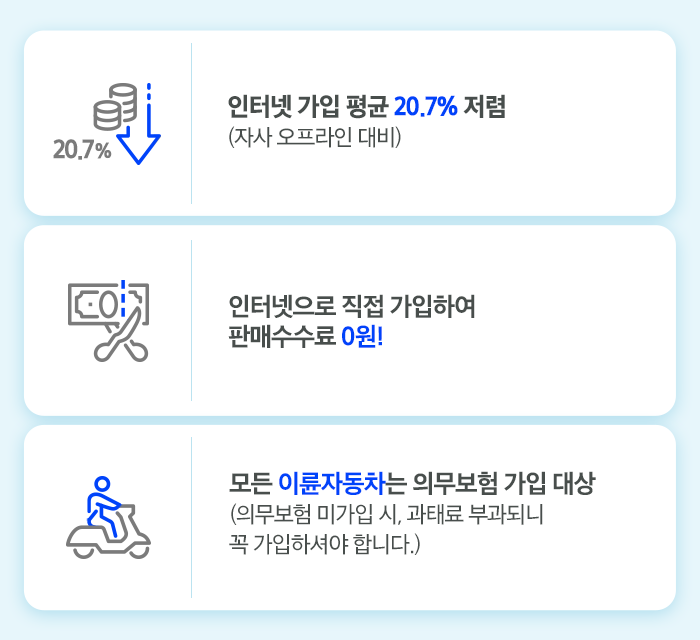 20.7%
인터넷 가입 평균 20.7% 저렴
(자사 오프라인 대비)
인터넷으로 직접 가입하여
판매수수료 0원!
모든 이륜자동차는 의무보험 가입 대상
(의무보험 미가입 시, 과태료 부과되니
꼭 가입하셔야 합니다.)